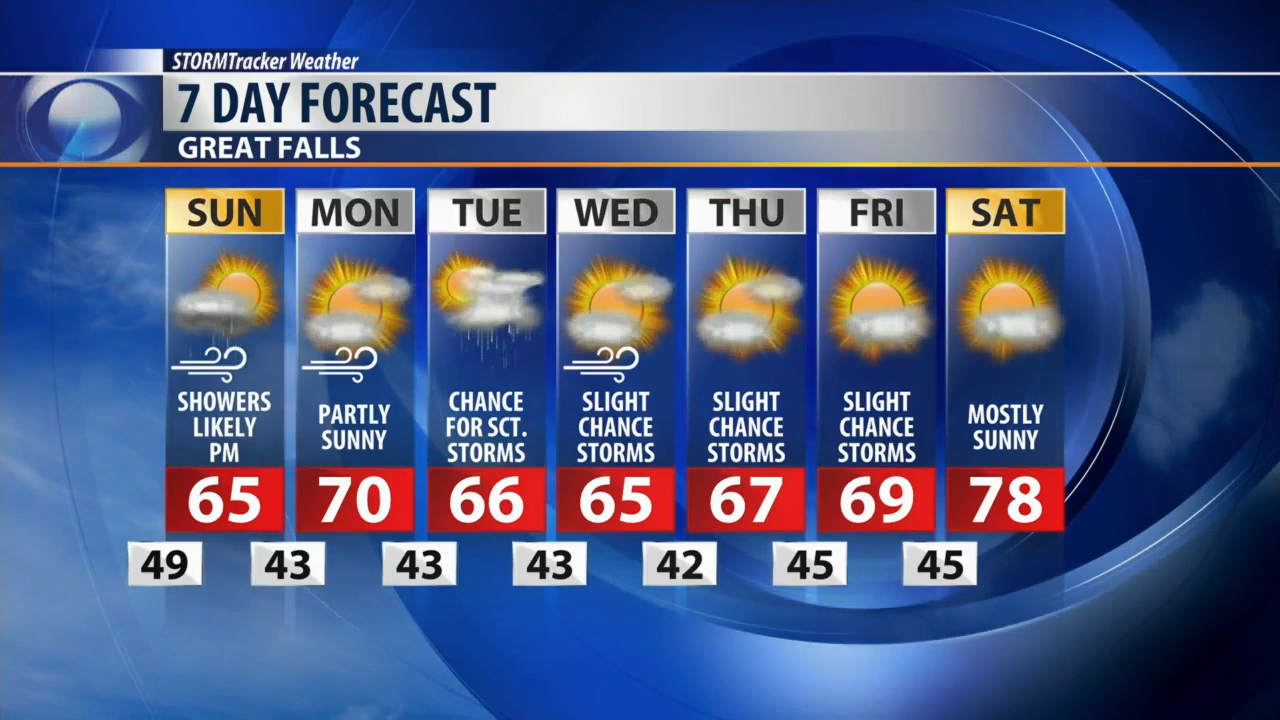 STORMTracker Weather
7 DAY FORECAST
GREAT FALLS
SUN MON TUE WED THU FRI SAT
SHOWERS
LIKELY
PM
PARTLY
SUNNY
CHANCE
FOR SCT.
STORMS
SLIGHT
CHANCE
STORMS
SLIGHT
CHANCE
STORMS
SLIGHT
CHANCE
STORMS
MOSTLY
SUNNY
65 70 66 65 67 69 78
49 43 43 43 42 45 45